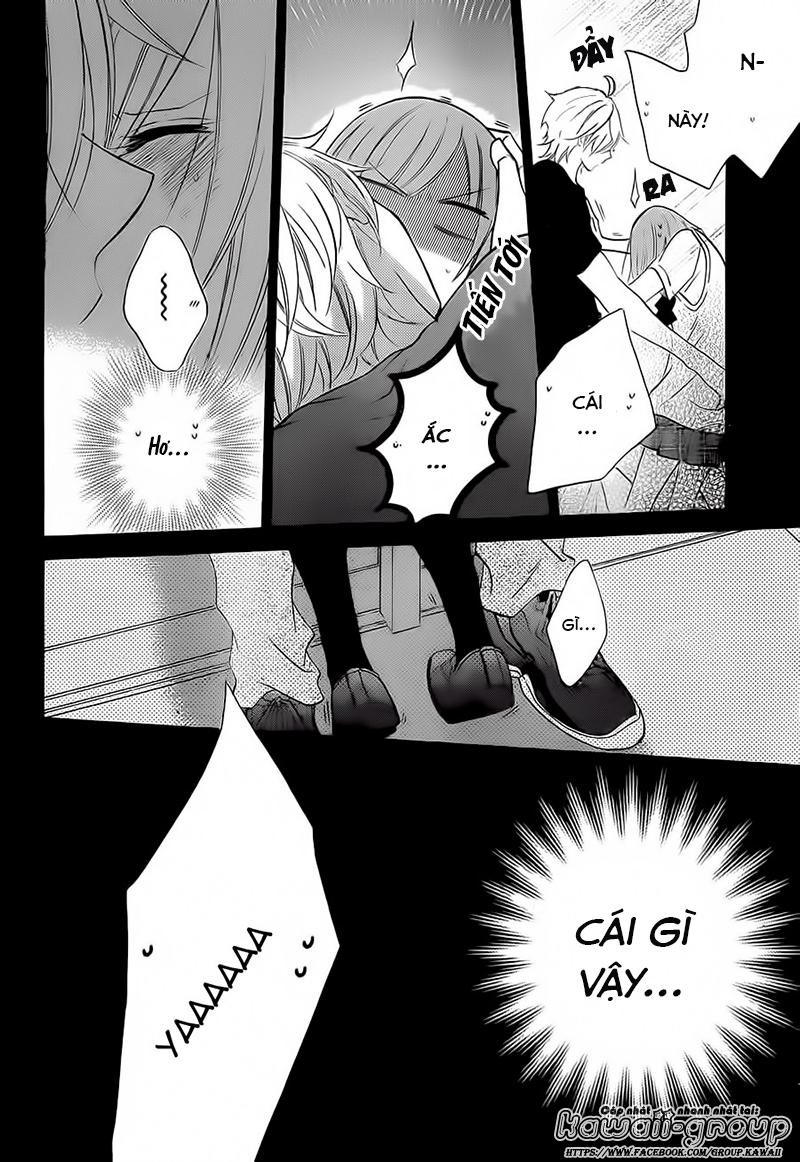 N-
NÀY!
ĐẨY
RA
CÁI
...
TIẾN TỚI
ẮC
...
HƠ...
GÌ...
CÁI GÌ
VẬY...
YAAAAAA
Cập nhật nhanh nhất tại:
kawaii-group
HTTPS://WWW.FACEBOOK.COM/GROUP.KAWAII